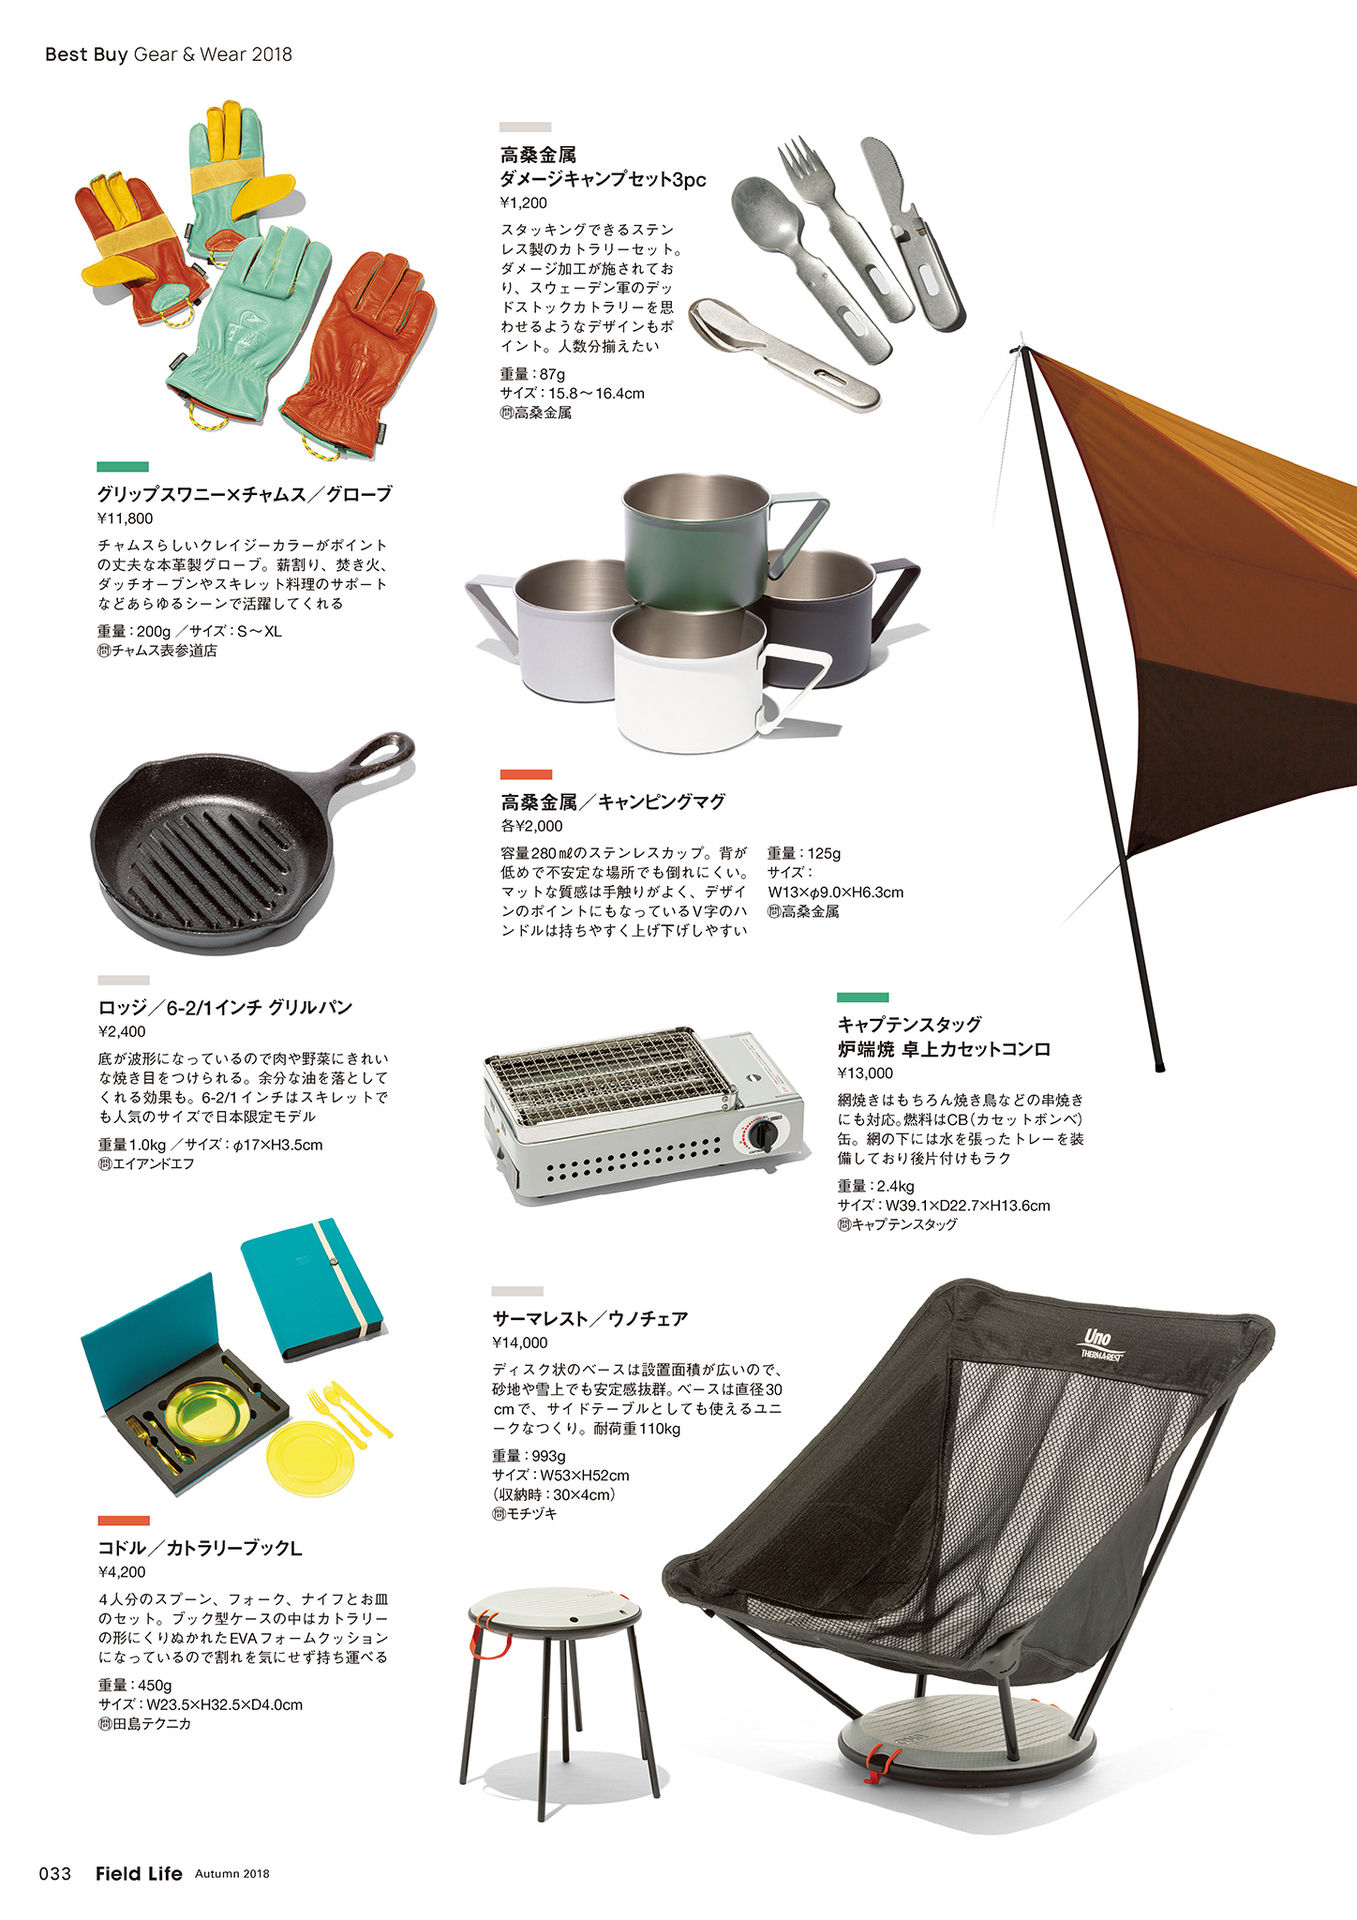 Best Buy Gear & Wear 2018
グリップスワニー×チャムス／グローブ
¥11,800
チャムスらしいクレイジーカラーがポイント
の丈夫な本革製グローブ。薪割り、焚き火、
ダッチオーブンやスキレット料理のサポート
などあらゆるシーンで活躍してくれる
重量：200g ／サイズ：S～XL
㉄チャムス表参道店
高桑金属
ダメージキャンプセット3pc
¥1,200
スタッキングできるステン
レス製のカトラリーセット。
ダメージ加工が施されてお
り、スウェーデン軍のデッ
ドストックカトラリーを思
わせるようなデザインもポ
イント。人数分揃えたい
重量：87g
サイズ：15.8～16.4cm
㉄高桑金属
高桑金属／キャンピングマグ
各¥2,000
容量280㎖のステンレスカップ。背が
低めで不安定な場所でも倒れにくい。
マットな質感は手触りがよく、デザイ
ンのポイントにもなっているV字のハ
ンドルは持ちやすく上げ下げしやすい
重量：125g
サイズ：
W13×φ9.0×H6.3cm
㉄高桑金属
ロッジ／6-2/1インチ グリルパン
¥2,400
底が波形になっているので肉や野菜にきれい
な焼き目をつけられる。余分な油を落として
くれる効果も。6-2/1インチはスキレットで
も人気のサイズで日本限定モデル
重量1.0kg ／サイズ：φ17×H3.5cm
㉄エイアンドエフ
キャプテンスタッグ
炉端焼 卓上カセットコンロ
¥13,000
網焼きはもちろん焼き鳥などの串焼き
にも対応。燃料はCB（カセットボンベ）
缶。網の下には水を張ったトレーを装
備しており後片付けもラク
重量：2.4kg
サイズ：W39.1×D22.7×H13.6cm
㉄キャプテンスタッグ
コドル／カトラリーブックL
¥4,200
4人分のスプーン、フォーク、ナイフとお皿
のセット。ブック型ケースの中はカトラリー
の形にくりぬかれたEVAフォームクッション
になっているので割れを気にせず持ち運べる
重量：450g
サイズ：W23.5×H32.5×D4.0cm
㉄田島テクニカ
サーマレスト／ウノチェア
¥14,000
ディスク状のベースは設置面積が広いので、
砂地や雪上でも安定感抜群。ベースは直径30
cmで、サイドテーブルとしても使えるユニ
ークなつくり。耐荷重110kg
重量：993g
サイズ：W53×H52cm
（収納時：30×4cm）
㉄モチヅキ
Uno
THERMAREST
033 Field Life Autumn 2018